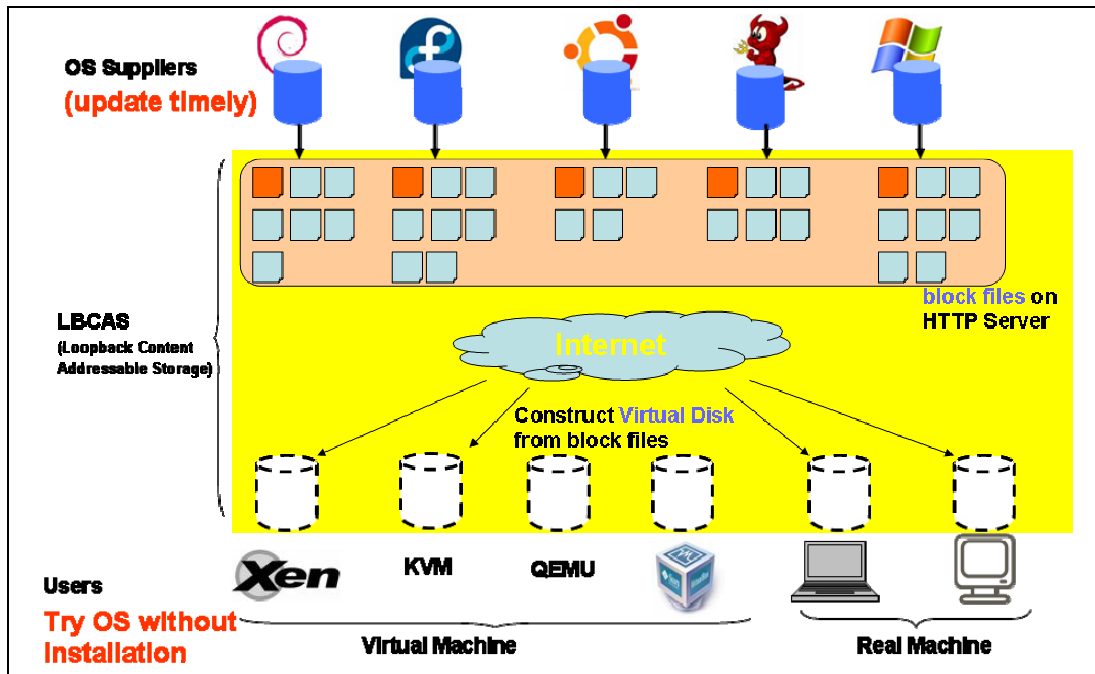 OS Suppliers
(update timely)
block files on
HTTP Server
LBCAS
(Loopback Content
Addressable Storage)
Internet
Construct Virtual Disk
from block files
Xen
KVM
QEMU
Users
Try OS without
Installation
Virtual Machine
Real Machine